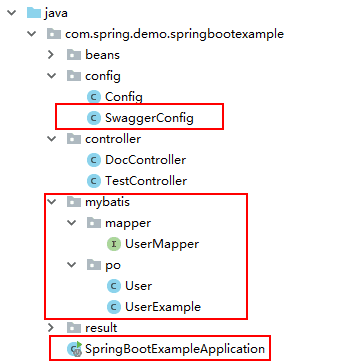 java
com.spring.demo.springbootexample
beans
config
C Config
C SwaggerConfig
controller
C DocController
C TestController
mybatis
mapper
I UserMapper
po
C User
C UserExample
result
C SpringBootExampleApplication